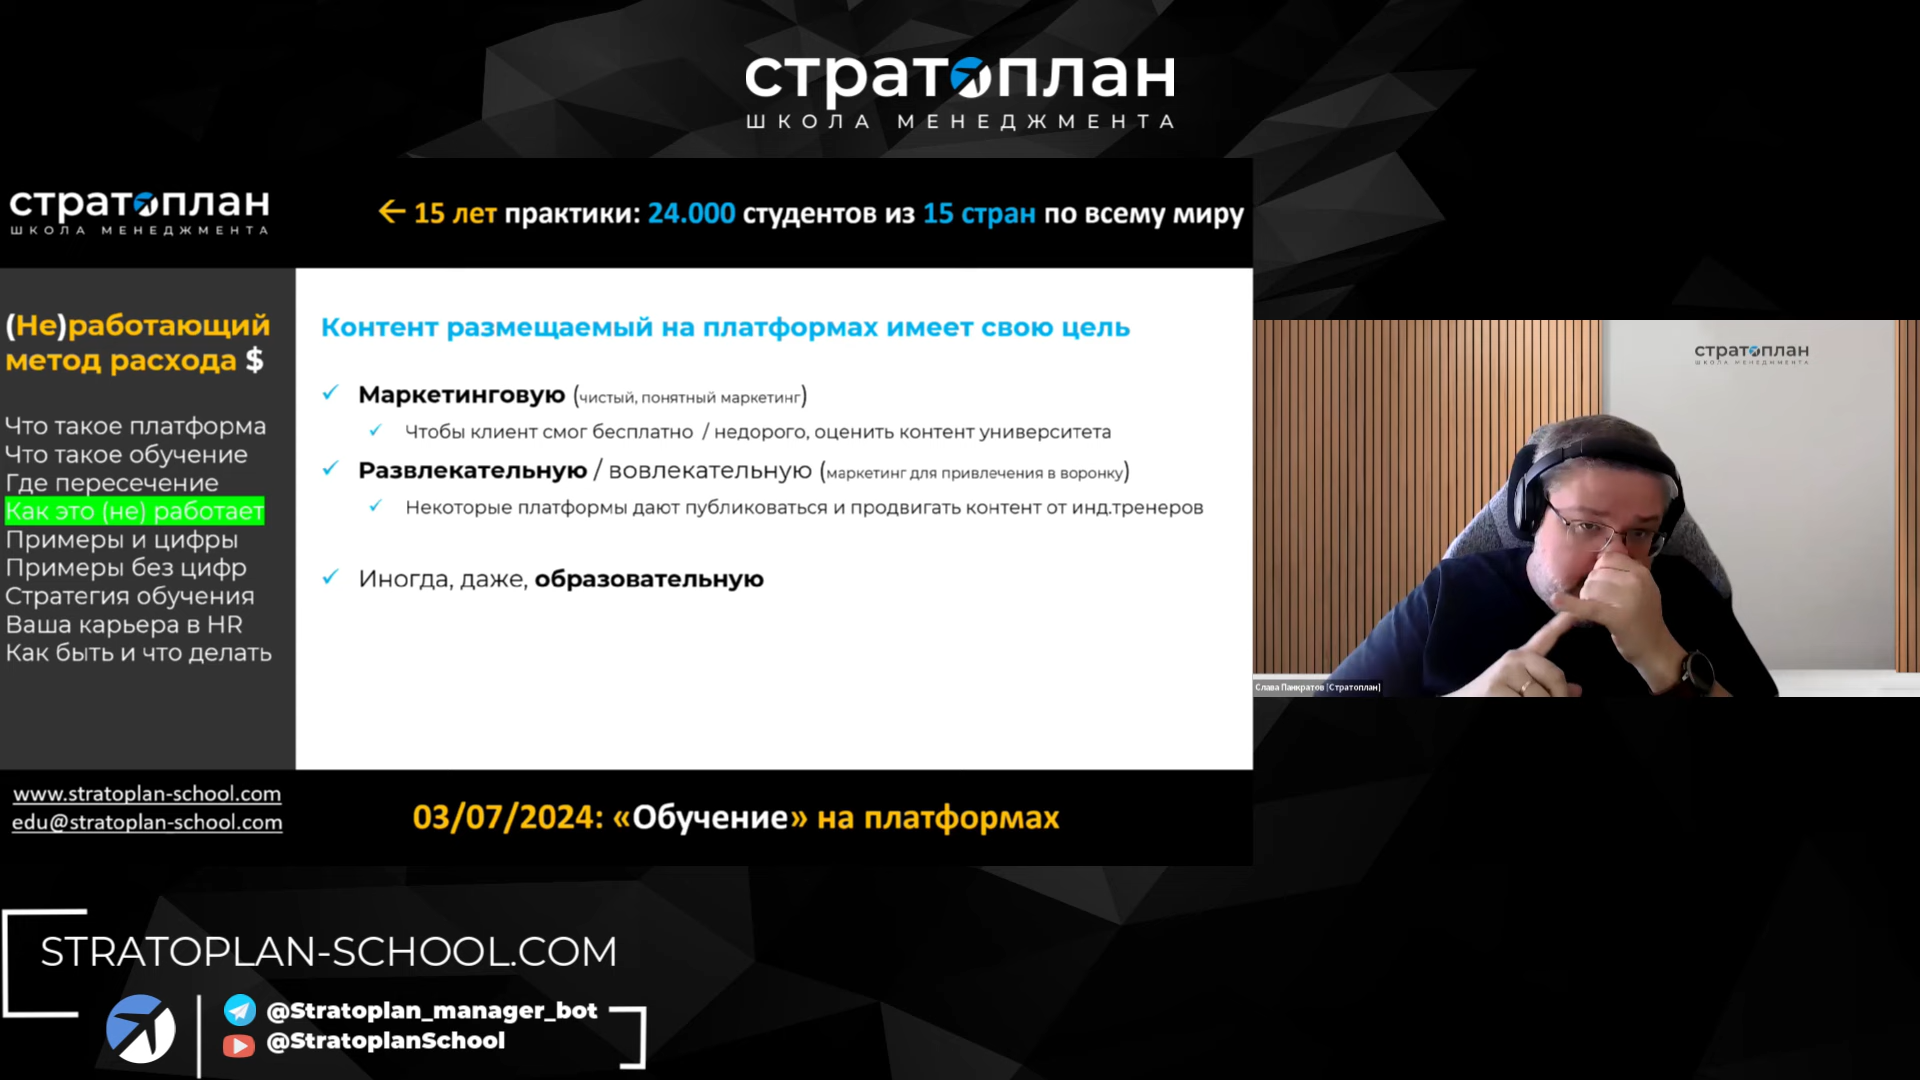 стратоплан
ШКОЛА МЕНЕДЖМЕНТА
стратоплан
ШКОЛА МЕНЕДЖМЕНТА
← 15 лет практики: 24.000 студентов из 15 стран по всему миру
(Не)работающий
метод расхода $
Что такое платформа
Что такое обучение
Где пересечение
Как это (не) работает
Примеры и цифры
Примеры без цифр
Стратегия обучения
Ваша карьера в HR
Как быть и что делать
Контент размещаемый на платформах имеет свою цель
✓ Маркетинговую (чистый, понятный маркетинг)
✓ Чтобы клиент смог бесплатно / недорого, оценить контент университета
✓ Развлекательную / вовлекательную (маркетинг для привлечения в воронку)
✓ Некоторые платформы дают публиковаться и продвигать контент от инд.тренеров
✓ Иногда, даже, образовательную
стратоплан
ШКОЛА МЕНЕДЖМЕНТА
Слава Панкратов [Стратоплан]
www.stratoplan-school.com
edu@stratoplan-school.com
03/07/2024: «Обучение» на платформах
STRATOPLAN-SCHOOL.COM
@Stratoplan_manager_bot
@StratoplanSchool